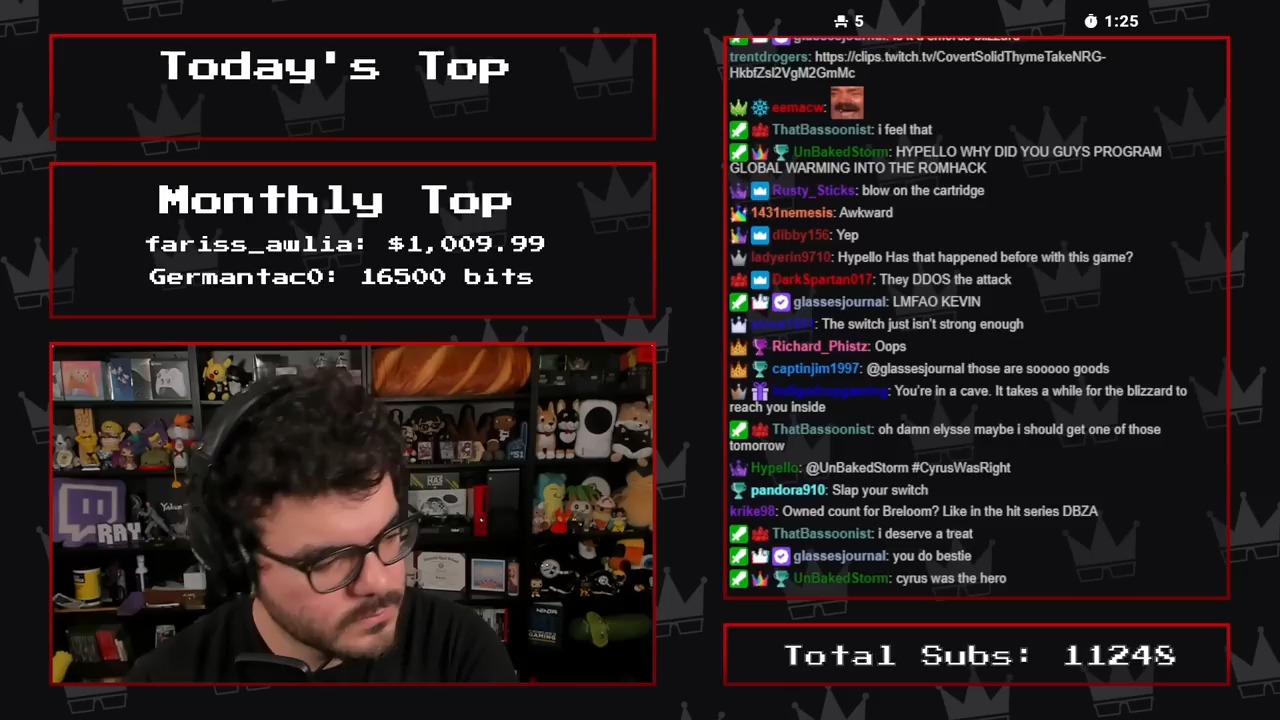 5
1:25
Today's Top
Monthly Top
fariss_awlia: $1,009.99
Germantac0: 16500 bits
trentdrogers: https://clips.twitch.tv/CovertSolidThymeTakeNRG-
HkbfZsl2VgM2GmMc
eemacw:
ThatBassoonist: i feel that
UnBakedStorm: HYPELLO WHY DID YOU GUYS PROGRAM
GLOBAL WARMING INTO THE ROMHACK
Rusty_Sticks: blow on the cartridge
1431nemesis: Awkward
dibby156: Yep
ladyerin9710: Hypello Has that happened before with this game?
DarkSpartan017: They DDOS the attack
glassesjournal: LMFAO KEVIN
: The switch just isn't strong enough
Richard_Phistz: Oops
captinjim1997: @glassesjournal those are sooooo goods
: You're in a cave. It takes a while for the blizzard to
reach you inside
ThatBassoonist: oh damn elysse maybe i should get one of those
tomorrow
Hypello: @UnBakedStorm #CyrusWasRight
pandora910: Slap your switch
krike98: Owned count for Breloom? Like in the hit series DBZA
ThatBassoonist: i deserve a treat
glassesjournal: you do bestie
UnBakedStorm: cyrus was the hero
Total Subs: 11248
RAY
#51
NINJA
GAMING